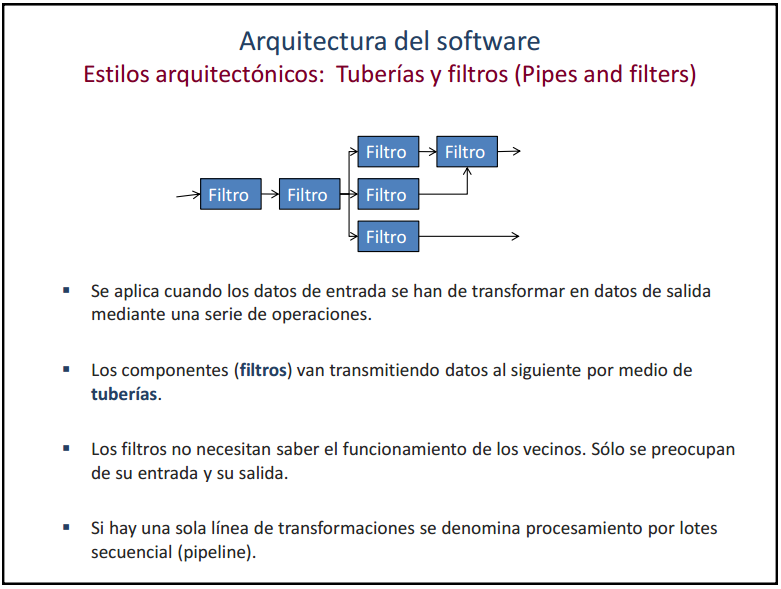 Arquitectura del software
Estilos arquitectónicos:  Tuberías y filtros (Pipes and filters)
Filtro
Filtro
Filtro
Filtro
Filtro
Filtro
▪ Se aplica cuando los datos de entrada se han de transformar en datos de salida
mediante una serie de operaciones.
▪ Los componentes (filtros) van transmitiendo datos al siguiente por medio de
tuberías.
▪ Los filtros no necesitan saber el funcionamiento de los vecinos. Sólo se preocupan
de su entrada y su salida.
▪ Si hay una sola línea de transformaciones se denomina procesamiento por lotes
secuencial (pipeline).